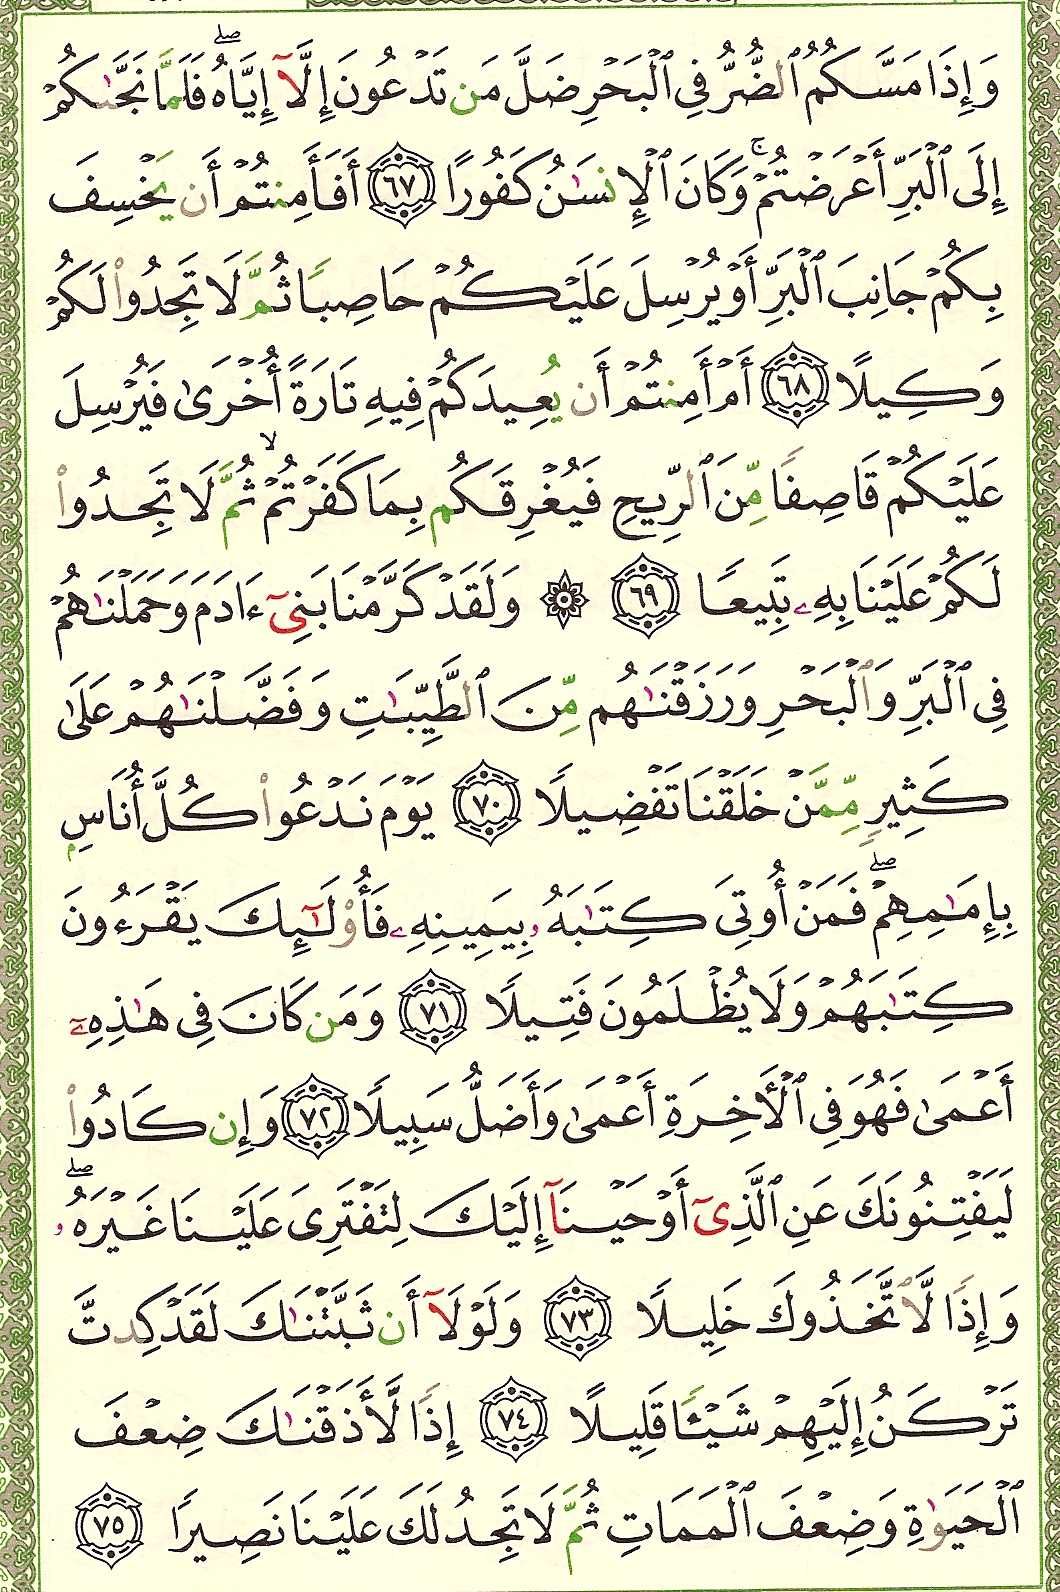 وَإِذَا مَسَّكُمُ ٱلضُّرُّ فِى ٱلْبَحْرِ ضَلَّ مَن تَدْعُونَ إِلَّآ إِيَّاهُ ۖ فَلَمَّا نَجَّىٰكُمْ
إِلَى ٱلْبَرِّ أَعْرَضْتُمْ ۚ وَكَانَ ٱلْإِنسَـٰنُ كَفُورًا ٦٧ أَفَأَمِنتُمْ أَن يَخْسِفَ
بِكُمْ جَانِبَ ٱلْبَرِّ أَوْ يُرْسِلَ عَلَيْكُمْ حَاصِبًا ثُمَّ لَا تَجِدُوا۟ لَكُمْ
وَكِيلًا ٦٨ أَمْ أَمِنتُمْ أَن يُعِيدَكُمْ فِيهِ تَارَةً أُخْرَىٰ فَيُرْسِلَ
عَلَيْكُمْ قَاصِفًا مِّنَ ٱلرِّيحِ فَيُغْرِقَكُم بِمَا كَفَرْتُمْ ۙ ثُمَّ لَا تَجِدُوا۟
لَكُمْ عَلَيْنَا بِهِۦ تَبِيعًا ٦٩ ۞ وَلَقَدْ كَرَّمْنَا بَنِىٓ ءَادَمَ وَحَمَلْنَـٰهُمْ
فِى ٱلْبَرِّ وَٱلْبَحْرِ وَرَزَقْنَـٰهُم مِّنَ ٱلطَّيِّبَـٰتِ وَفَضَّلْنَـٰهُمْ عَلَىٰ
كَثِيرٍ مِّمَّنْ خَلَقْنَا تَفْضِيلًا ٧٠ يَوْمَ نَدْعُوا۟ كُلَّ أُنَاسٍۭ
بِإِمَـٰمِهِمْ ۖ فَمَنْ أُوتِىَ كِتَـٰبَهُۥ بِيَمِينِهِۦ فَأُو۟لَـٰٓئِكَ يَقْرَءُونَ
كِتَـٰبَهُمْ وَلَا يُظْلَمُونَ فَتِيلًا ٧١ وَمَن كَانَ فِى هَـٰذِهِۦٓ
أَعْمَىٰ فَهُوَ فِى ٱلْـَٔاخِرَةِ أَعْمَىٰ وَأَضَلُّ سَبِيلًا ٧٢ وَإِن كَادُوا۟
لَيَفْتِنُونَكَ عَنِ ٱلَّذِىٓ أَوْحَيْنَآ إِلَيْكَ لِتَفْتَرِىَ عَلَيْنَا غَيْرَهُۥ ۖ
وَإِذًا لَّٱتَّخَذُوكَ خَلِيلًا ٧٣ وَلَوْلَآ أَن ثَبَّتْنَـٰكَ لَقَدْ كِدتَّ
تَرْكَنُ إِلَيْهِمْ شَيْـًٔا قَلِيلًا ٧٤ إِذًا لَّأَذَقْنَـٰكَ ضِعْفَ
ٱلْحَيَوٰةِ وَضِعْفَ ٱلْمَمَاتِ ثُمَّ لَا تَجِدُ لَكَ عَلَيْنَا نَصِيرًا ٧٥